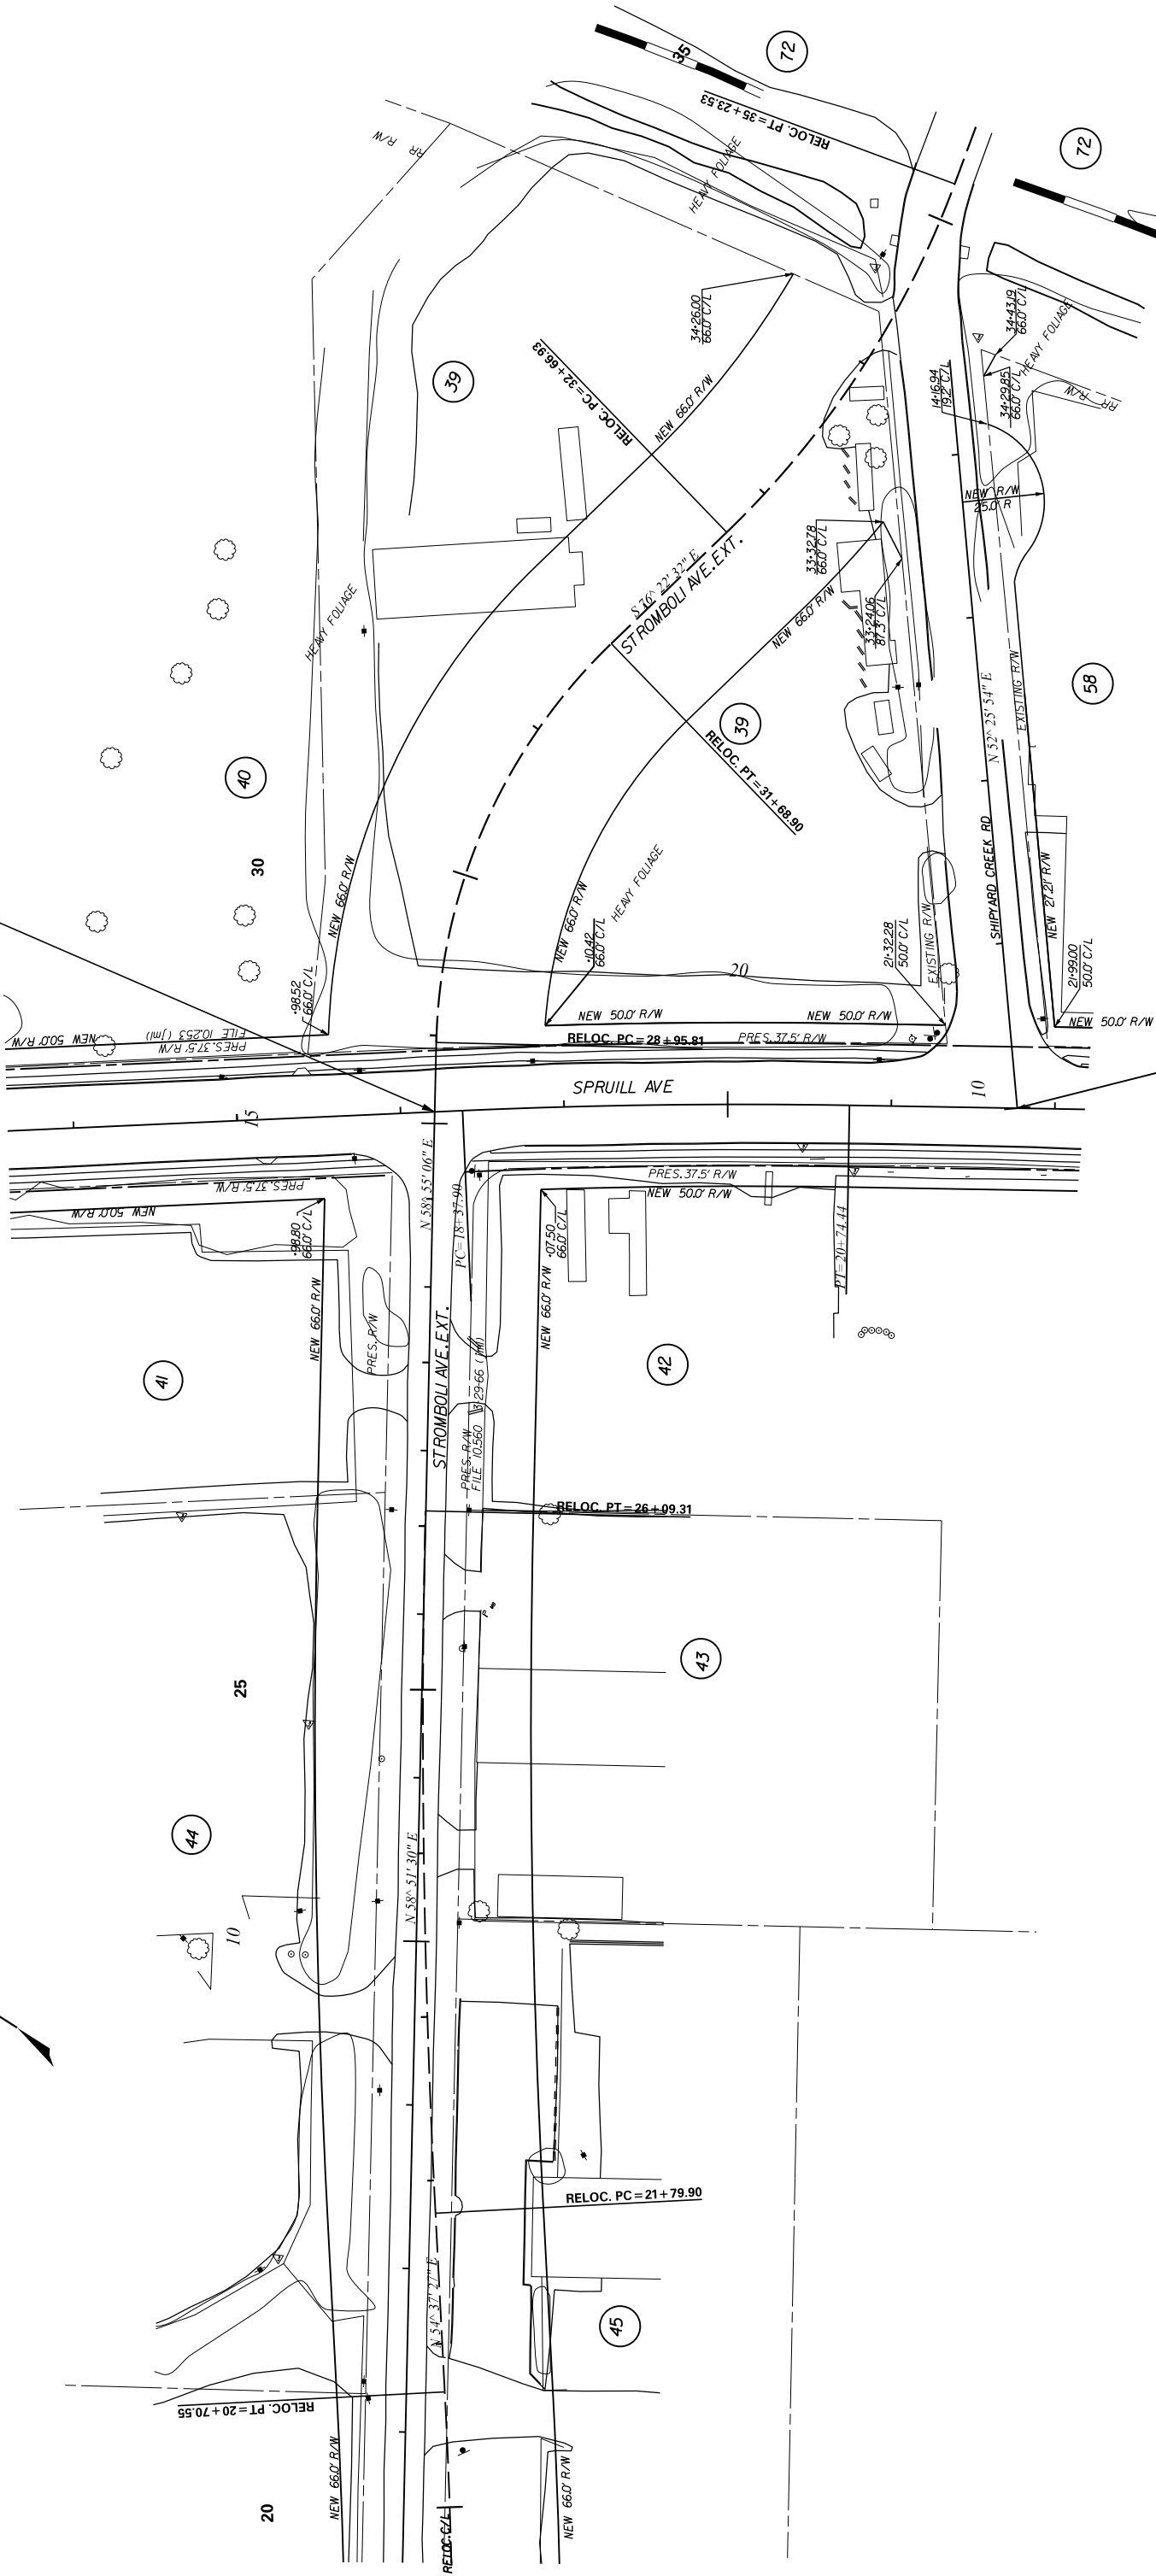 35
72
RELOC. PT = 35+23.53
RR R/W
HEAVY FOLIAGE
72
34+26.00
66.0' C/L
RELOC. PC = 32+66.93
39
NEW 66.0' R/W
34+43.19
66.0' C/L
HEAVY FOLIAGE
14+16.94
19.2' C/L
34+29.85
66.0' C/L
RR R/W
NEW R/W
25.0' R
S 76^ 22' 32" E
STROMBOLI AVE. EXT.
33+32.78
66.0' C/L
33+24.06
87.3' C/L
NEW 66.0' R/W
HEAVY FOLIAGE
39
RELOC. PT = 31+68.90
N 52^ 25' 54" E
EXISTING R/W
58
40
30
NEW 66.0' R/W
SHIPYARD CREEK RD
NEW 27.21' R/W
NEW 66.0' R/W
HEAVY FOLIAGE
+10.42
66.0' C/L
20
21+32.28
50.0' C/L
EXISTING R/W
21+99.00
50.0' C/L
+98.52
66.0' C/L
NEW 50.0' R/W
FILE 10.253 (jml)
PRES. 37.5' R/W
NEW 50.0' R/W
NEW 50.0' R/W
NEW 50.0' R/W
RELOC. PC = 28+95.81
PRES. 37.5' R/W
SPRUILL AVE
15
10
N 58^ 55' 06" E
PC=18+37.90
PRES. 37.5' R/W
NEW 50.0' R/W
PRES. 37.5' R/W
NEW 50.0' R/W
+98.80
66.0' C/L
+07.50
66.0' C/L
PT=20+74.44
NEW 66.0' R/W
NEW 66.0' R/W
PRES. R/W
STROMBOLI AVE. EXT.
41
42
PRES. R/W
FILE 10.560 3-29-66 (jml)
RELOC. PT = 26+09.31
43
25
44
N 58^ 51' 30" E
10
RELOC. PC = 21+79.90
N 54^ 37' 27" E
45
RELOC. PT = 20+70.55
NEW 66.0' R/W
NEW 66.0' R/W
20
RELOC. C/L